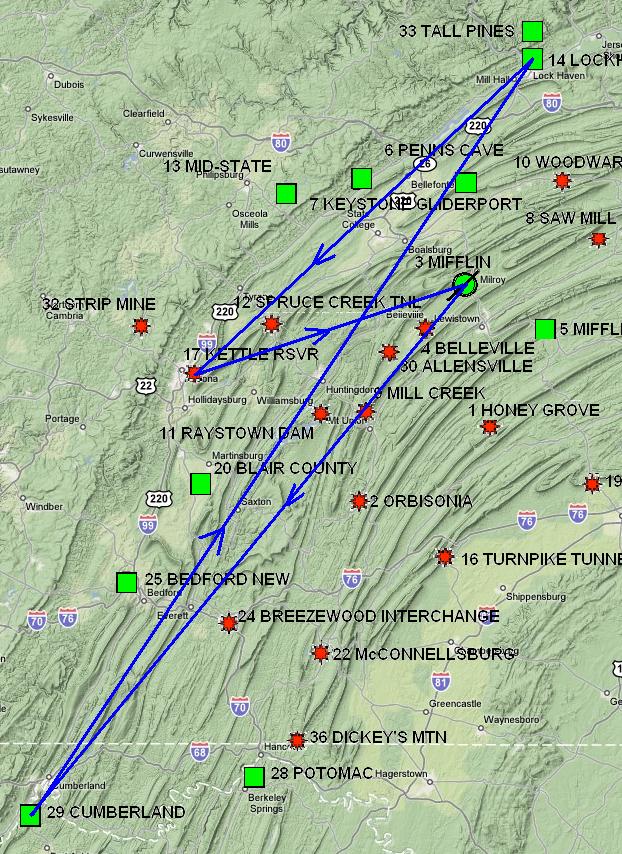 33 TALL PINES
14 LOCK H
Jers
Mill Hall
Lock Haven
Dubois
80
Sykesville
Clearfield
220
80
Curwensville
6 PENNS CAVE
26
10 WOODWAR
sutawney
13 MID-STATE
Philipsburg
Bellefonte
7 KEYSTONE GLIDERPORT
Osceola
Mills
State
College
8 SAW MILL
Boalsburg
3 MIFFLIN
Milroy
32 STRIP MINE
Cambria
220
12 SPRUCE CREEK TNL
Belleville
Lewistown
5 MIFFLI
99
4 BELLEVILLE
17 KETTLE RSVR
30 ALLENSVILLE
22
Hollidaysburg
Williamsburg
Huntingdon
MILL CREEK
1 HONEY GROVE
Portage
11 RAYSTOWN DAM
Mt Union
Martinsburg
20 BLAIR COUNTY
19
Windber
220
Saxton
2 ORBISONIA
99
76
76
16 TURNPIKE TUNNE
25 BEDFORD NEW
76
Bedford
Shippensburg
70
76
Everett
24 BREEZEWOOD INTERCHANGE
22 McCONNELLSBURG
81
70
Greencastle
Waynesboro
36 DICKEY'S MTN
68
Hanc
28 POTOMAC
Hagerstown
Cumberland
Berkeley
Springs
29 CUMBERLAND